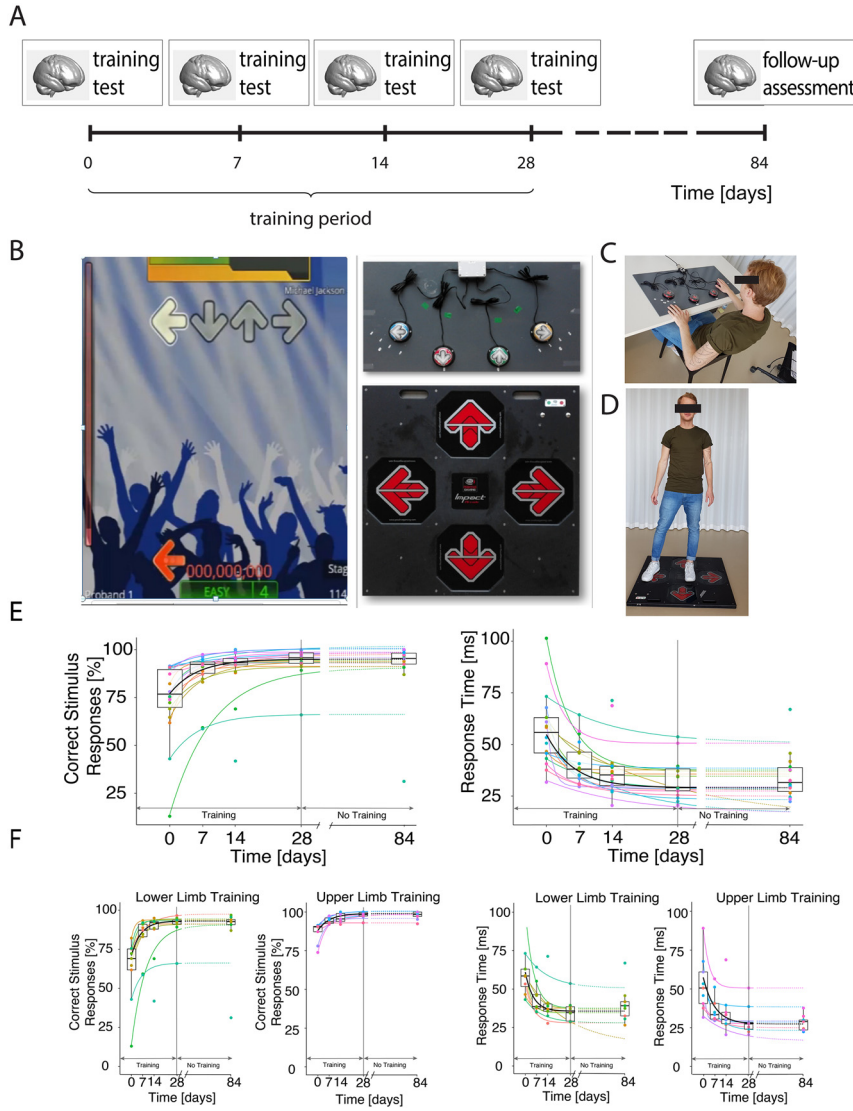 A
training
test
training
test
training
test
training
test
follow-up
assessment
0 7 14 28 84
Time [days]
training period
B
Michael Jackson
000,000,000
Stag
Proband 1
EASY 4
114
Impact
C
D
E
Correct Stimulus
Responses [%]
100
75
50
25
Training
No Training
0 7 14 28 84
Time [days]
Response Time [ms]
100
75
50
25
Training
No Training
0 7 14 28 84
Time [days]
F
Lower Limb Training
Correct Stimulus
Responses [%]
100
75
50
25
0
Training
No Training
0 7 14 28 84
Time [days]
Upper Limb Training
100
75
50
25
0
Training
No Training
0 7 14 28 84
Time [days]
Lower Limb Training
Response Time [ms]
100
75
50
25
0
Training
No Training
0 7 14 28 84
Time [days]
Upper Limb Training
Response Time [ms]
100
75
50
25
0
Training
No Training
0 7 14 28 84
Time [days]